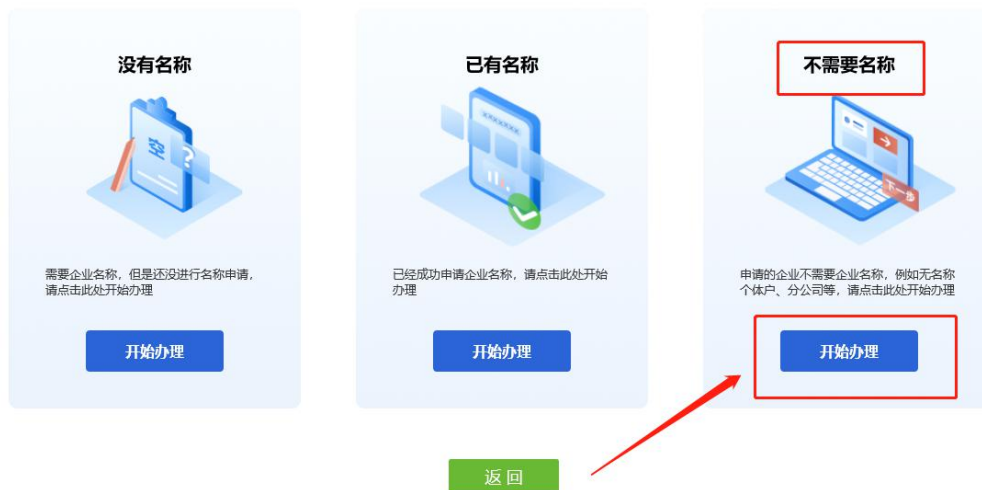 没有名称
已有名称
不需要名称
空
?
XXXXXXX
下一步
需要企业名称，但是还没进行名称申请，
请点击此处开始办理
已经成功申请企业名称，请点击此处开始
办理
申请的企业不需要企业名称，例如无名称
个体户、分公司等，请点击此处开始办理
开始办理
开始办理
开始办理
返回